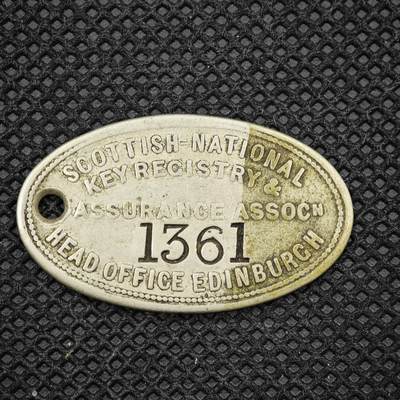 SCOTTISH-NATIONAL
KEY REGISTRY &
ASSURANCE ASSOCN
1361
HEAD OFFICE EDINBURGH